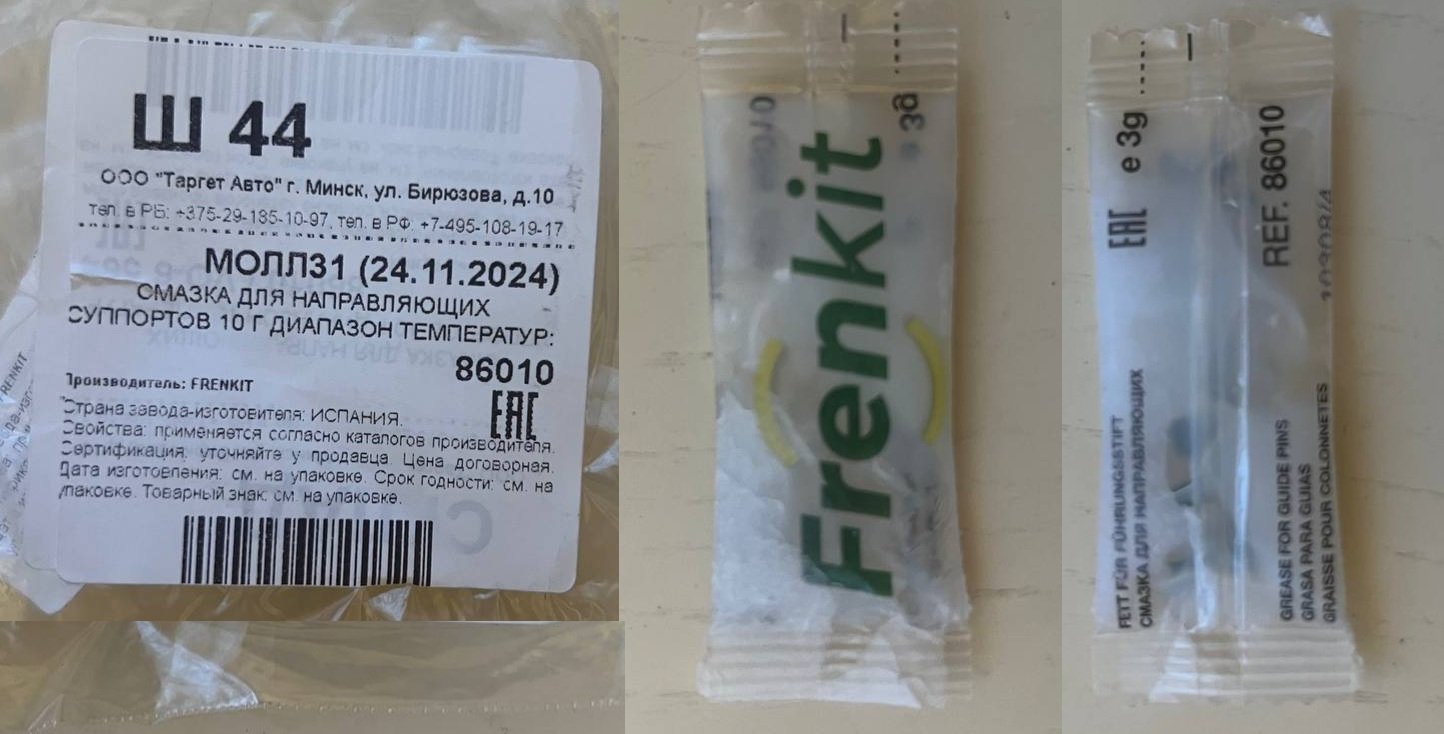 Ш 44
ООО "Таргет Авто" г. Минск, ул. Бирюзова, д.10
тел. в РБ: +375-29-185-10-97, тел. в РФ: +7-495-108-19-17
МОЛЛ31 (24.11.2024)
СМАЗКА ДЛЯ НАПРАВЛЯЮЩИХ
СУППОРТОВ 10 Г ДИАПАЗОН ТЕМПЕРАТУР:
86010
Производитель: FRENKIT
EAC
Страна завода-изготовителя: ИСПАНИЯ.
Свойства: применяется согласно каталогов производителя.
Сертификация: уточняйте у продавца. Цена договорная.
Дата изготовления: см. на упаковке. Срок годности: см. на
упаковке. Товарный знак: см. на упаковке.
FRENKIT
Frenkit
3g
e 3g
EAC
REF. 86010
FETT FÜR FÜHRUNGSSTIFT
СМАЗКА ДЛЯ НАПРАВЛЯЮЩИХ
GREASE FOR GUIDE PINS
GRASA PARA GUIAS
GRAISSE POUR COLONNETES